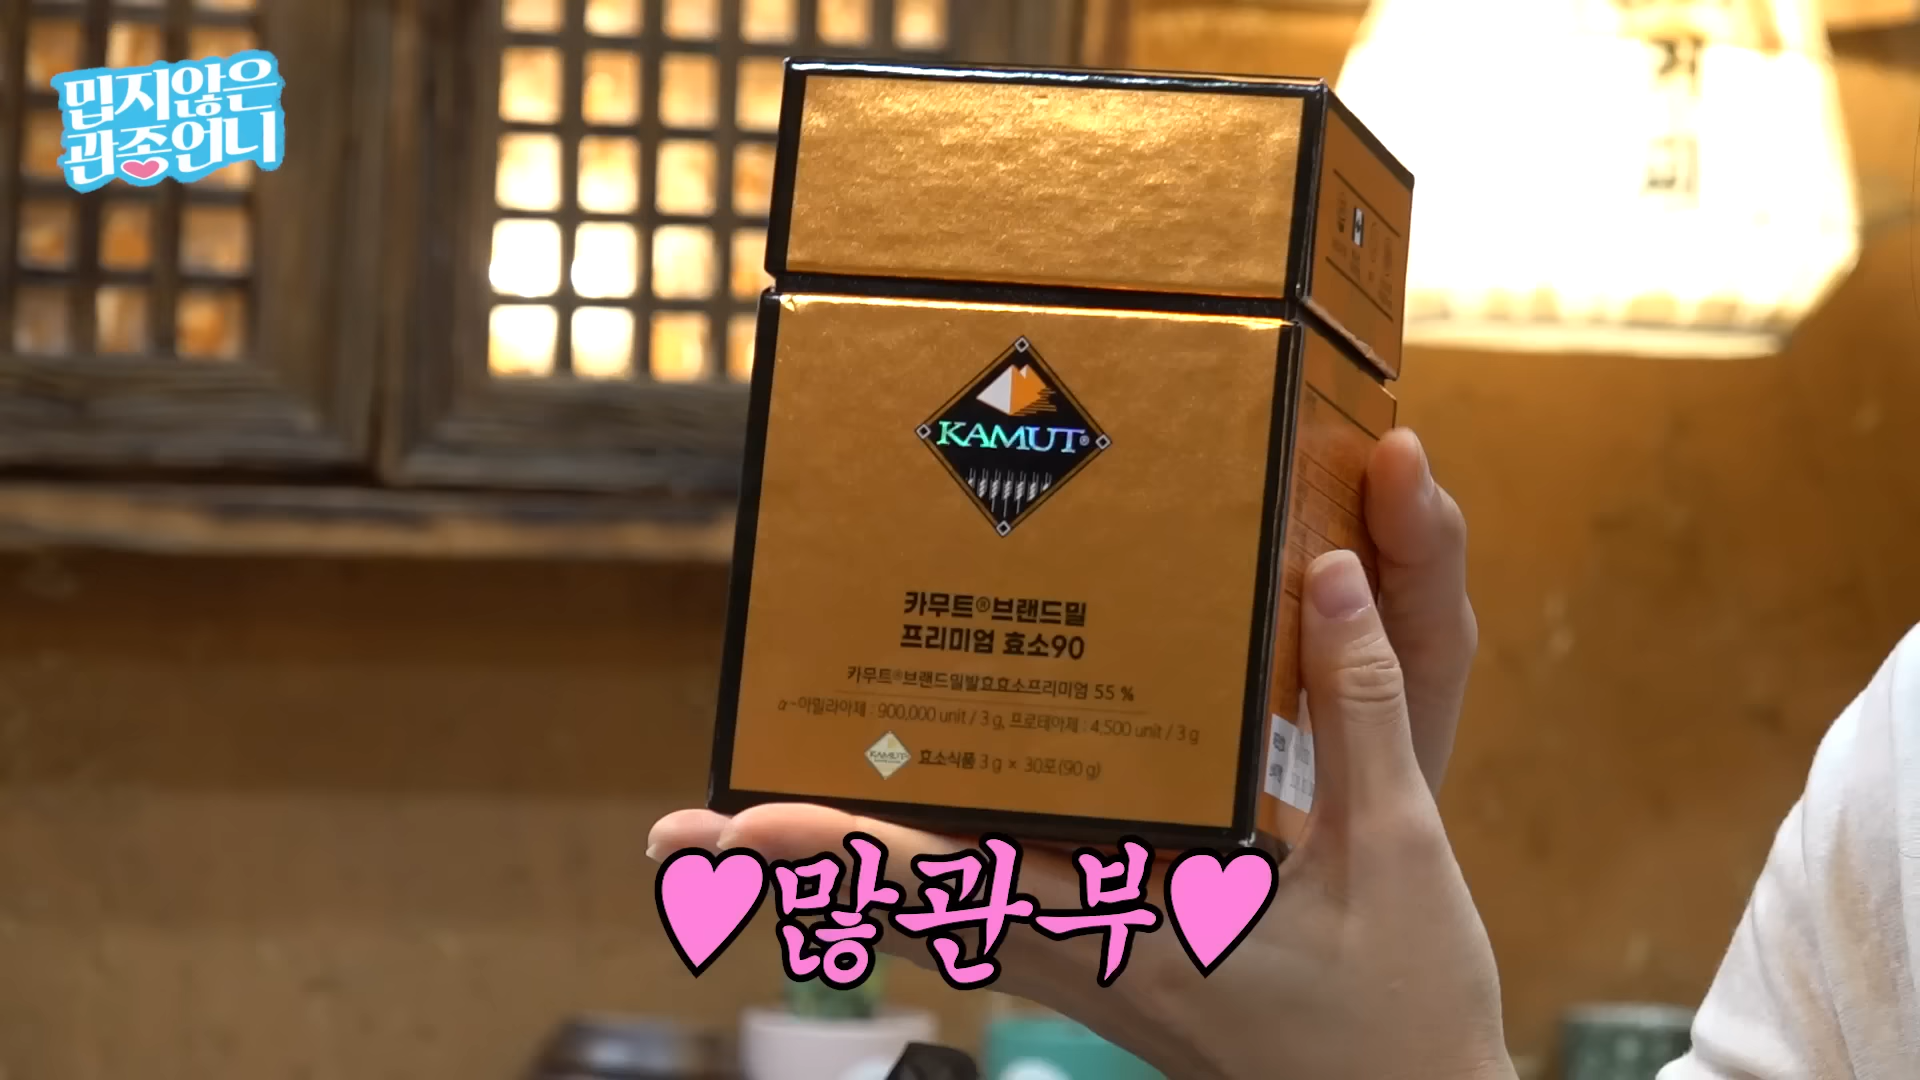 밉지않은
관종언니
KAMUT®
카무트®브랜드밀
프리미엄 효소90
카무트®브랜드밀발효효소프리미엄 55 %
α-아밀라아제 : 900,000 unit / 3 g, 프로테아제 : 4,500 unit / 3 g
KAMUT
효소식품 3 g × 30포(90 g)
♥많관부♥